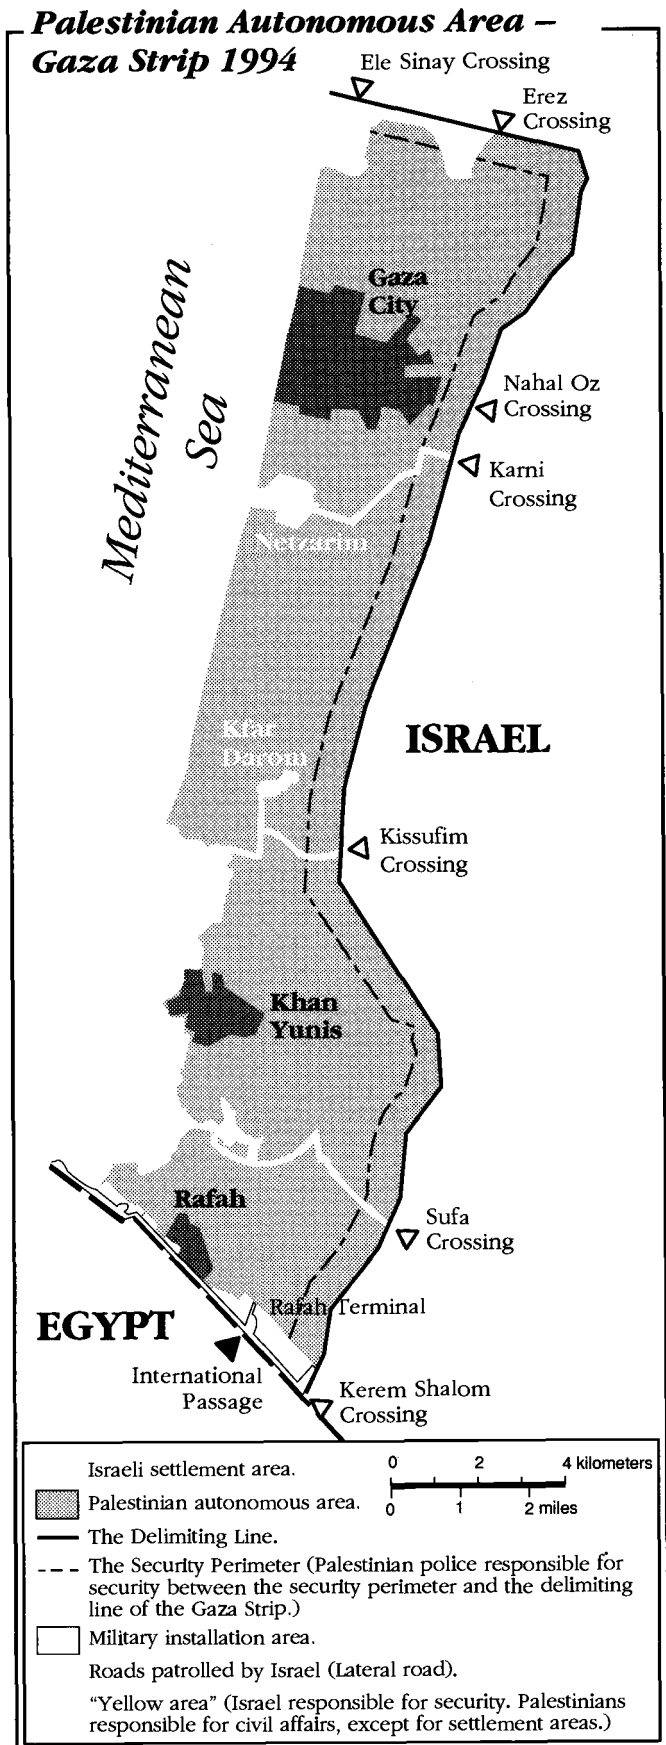 Palestinian Autonomous Area –
Gaza Strip 1994
Ele Sinay Crossing
Erez
Crossing
Gaza
City
Mediterranean
Sea
Nahal Oz
Crossing
Karni
Crossing
Netzarim
Kfar
Darom
ISRAEL
Kissufim
Crossing
Khan
Yunis
Rafah
Sufa
Crossing
Rafah Terminal
EGYPT
International
Passage
Kerem Shalom
Crossing
Israeli settlement area.
0 2 4 kilometers
Palestinian autonomous area.
0 1 2 miles
The Delimiting Line.
The Security Perimeter (Palestinian police responsible for
security between the security perimeter and the delimiting
line of the Gaza Strip.)
Military installation area.
Roads patrolled by Israel (Lateral road).
“Yellow area” (Israel responsible for security. Palestinians
responsible for civil affairs, except for settlement areas.)